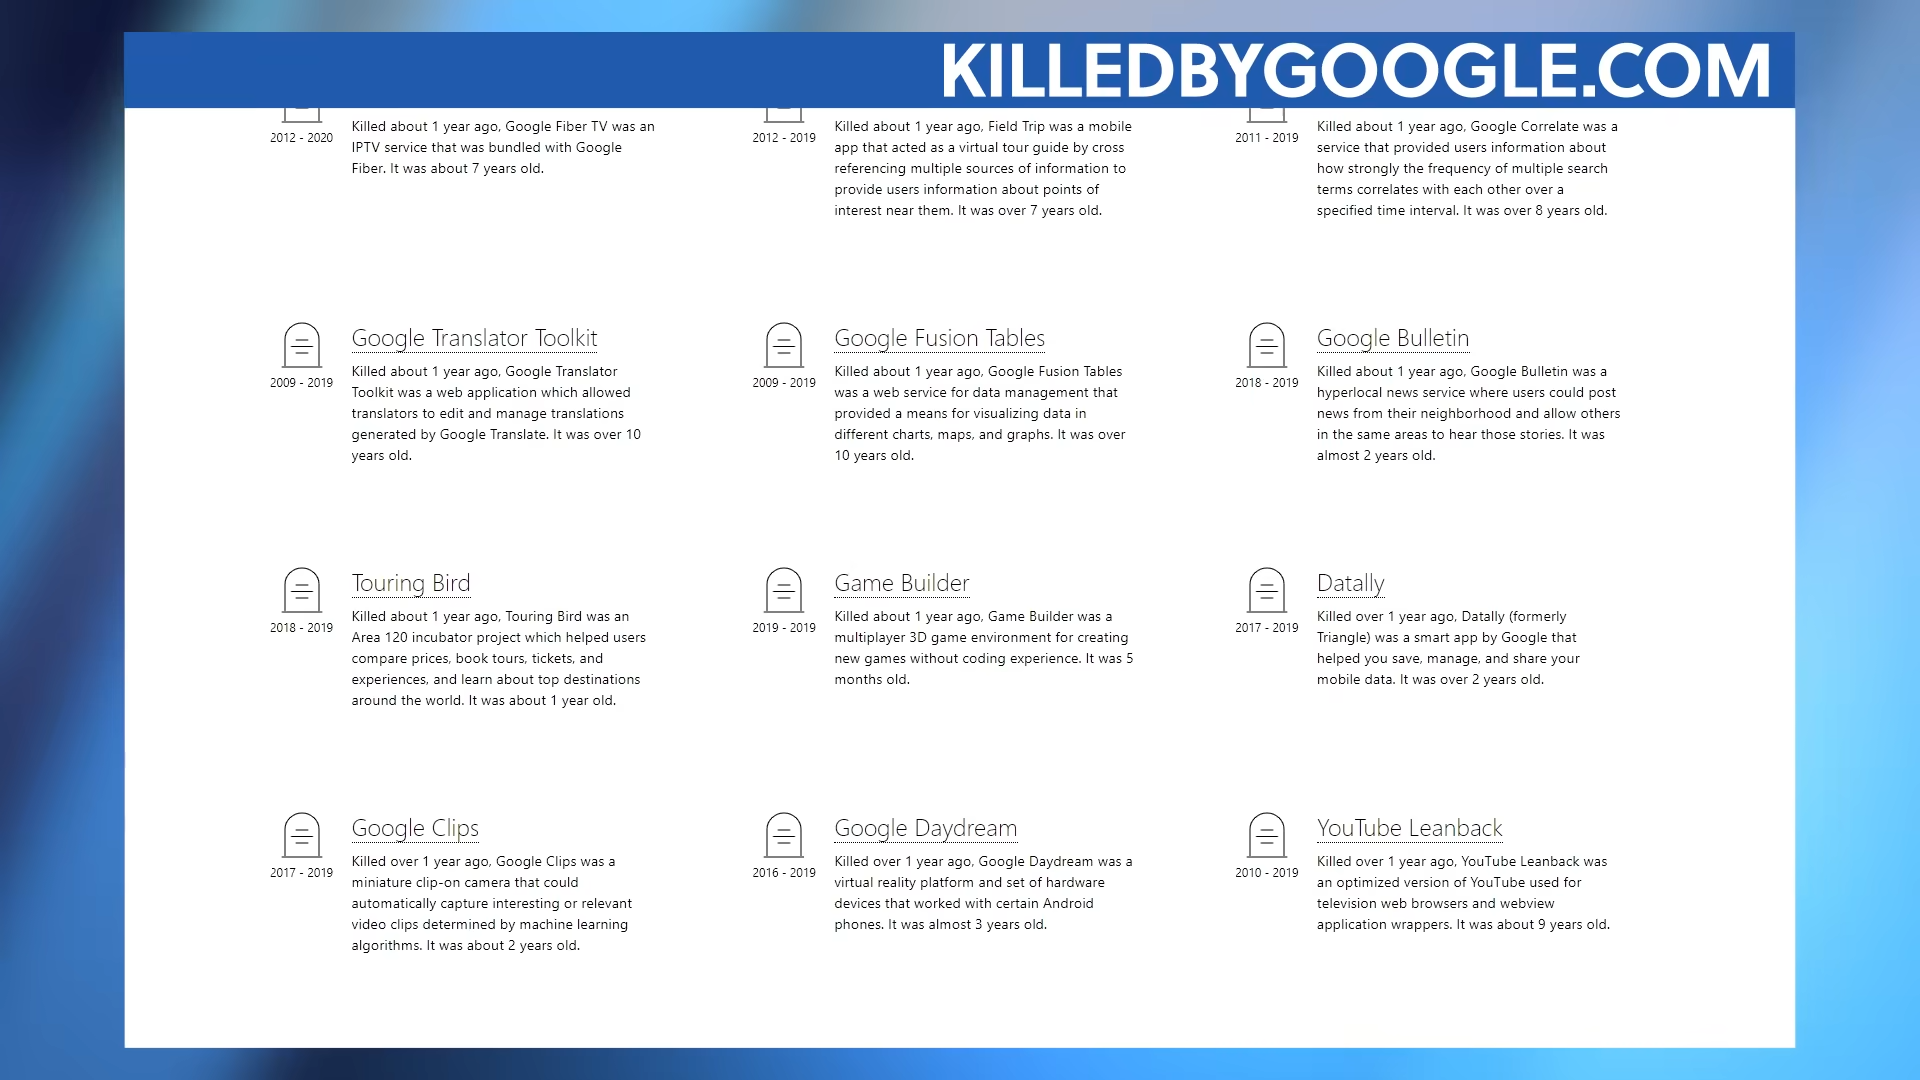 KILLEDBYGOOGLE.COM
2012 - 2020
Killed about 1 year ago, Google Fiber TV was an
IPTV service that was bundled with Google
Fiber. It was about 7 years old.
2012 - 2019
Killed about 1 year ago, Field Trip was a mobile
app that acted as a virtual tour guide by cross
referencing multiple sources of information to
provide users information about points of
interest near them. It was over 7 years old.
2011 - 2019
Killed about 1 year ago, Google Correlate was a
service that provided users information about
how strongly the frequency of multiple search
terms correlates with each other over a
specified time interval. It was over 8 years old.
Google Translator Toolkit
2009 - 2019
Killed about 1 year ago, Google Translator
Toolkit was a web application which allowed
translators to edit and manage translations
generated by Google Translate. It was over 10
years old.
Google Fusion Tables
2009 - 2019
Killed about 1 year ago, Google Fusion Tables
was a web service for data management that
provided a means for visualizing data in
different charts, maps, and graphs. It was over
10 years old.
Google Bulletin
2018 - 2019
Killed about 1 year ago, Google Bulletin was a
hyperlocal news service where users could post
news from their neighborhood and allow others
in the same areas to hear those stories. It was
almost 2 years old.
Touring Bird
2018 - 2019
Killed about 1 year ago, Touring Bird was an
Area 120 incubator project which helped users
compare prices, book tours, tickets, and
experiences, and learn about top destinations
around the world. It was about 1 year old.
Game Builder
2019 - 2019
Killed about 1 year ago, Game Builder was a
multiplayer 3D game environment for creating
new games without coding experience. It was 5
months old.
Datally
2017 - 2019
Killed over 1 year ago, Datally (formerly
Triangle) was a smart app by Google that
helped you save, manage, and share your
mobile data. It was over 2 years old.
Google Clips
2017 - 2019
Killed over 1 year ago, Google Clips was a
miniature clip-on camera that could
automatically capture interesting or relevant
video clips determined by machine learning
algorithms. It was about 2 years old.
Google Daydream
2016 - 2019
Killed over 1 year ago, Google Daydream was a
virtual reality platform and set of hardware
devices that worked with certain Android
phones. It was almost 3 years old.
YouTube Leanback
2010 - 2019
Killed over 1 year ago, YouTube Leanback was
an optimized version of YouTube used for
television web browsers and webview
application wrappers. It was about 9 years old.